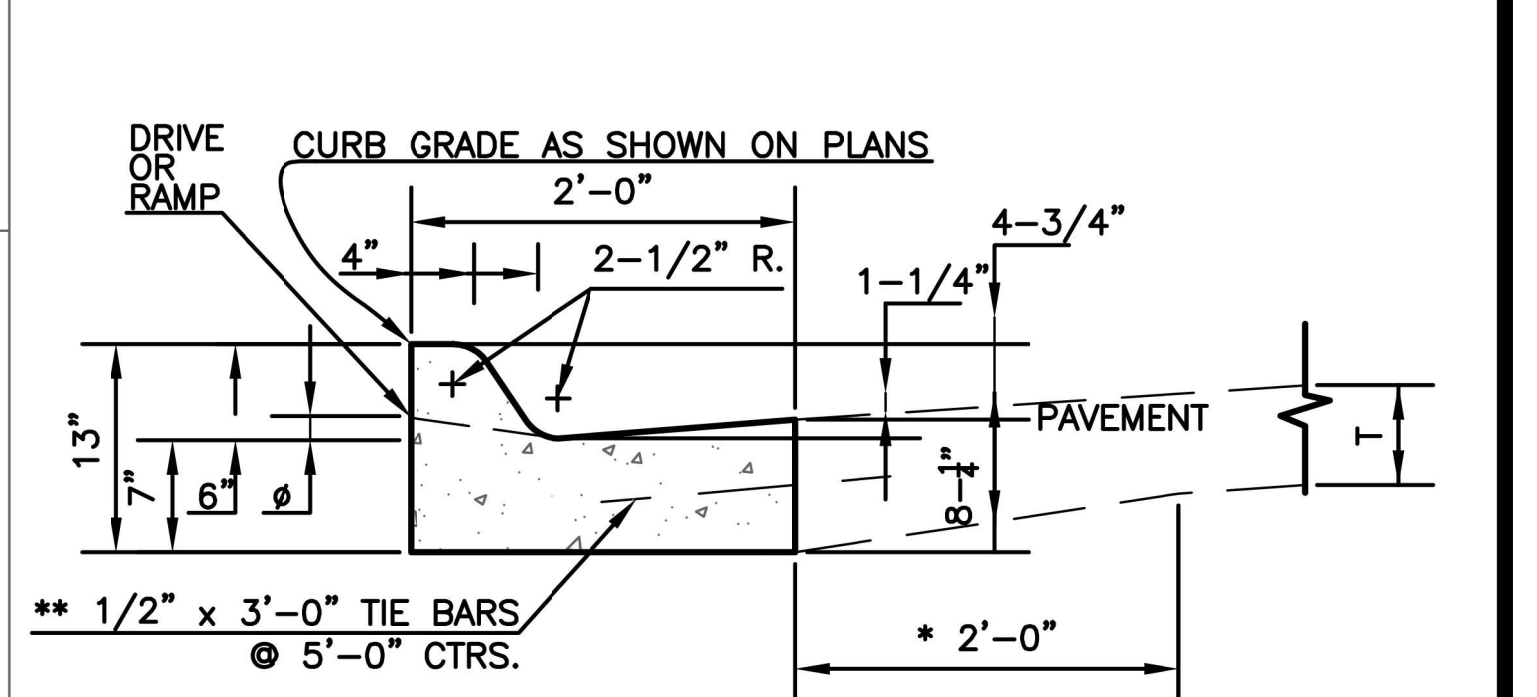 DRIVE
OR
RAMP
CURB GRADE AS SHOWN ON PLANS
2'-0"
4"
2-1/2" R.
4-3/4"
1-1/4"
PAVEMENT
13"
7"
6"
ø
8-1/4"
T
** 1/2" x 3'-0" TIE BARS
@ 5'-0" CTRS.
* 2'-0"